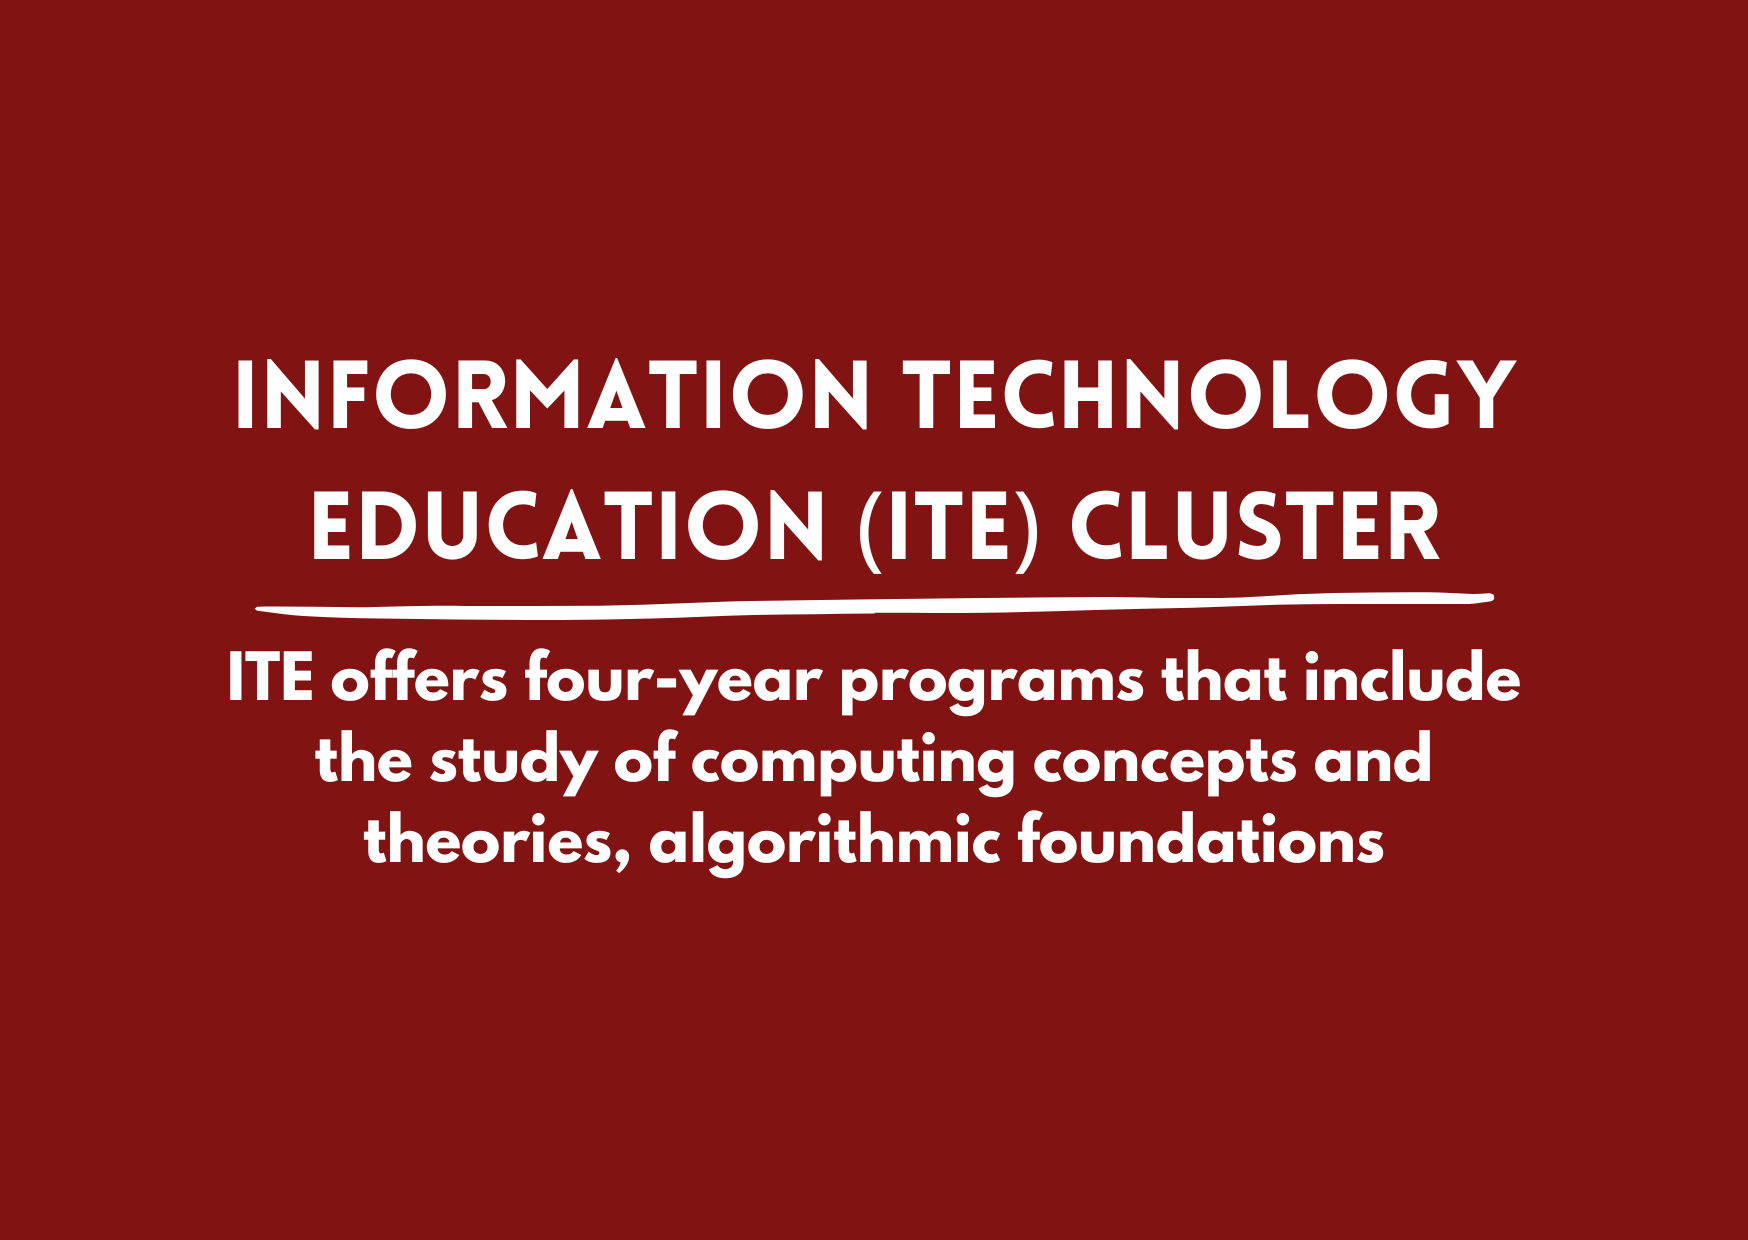 INFORMATION TECHNOLOGY
EDUCATION (ITE) CLUSTER
ITE offers four-year programs that include
the study of computing concepts and
theories, algorithmic foundations